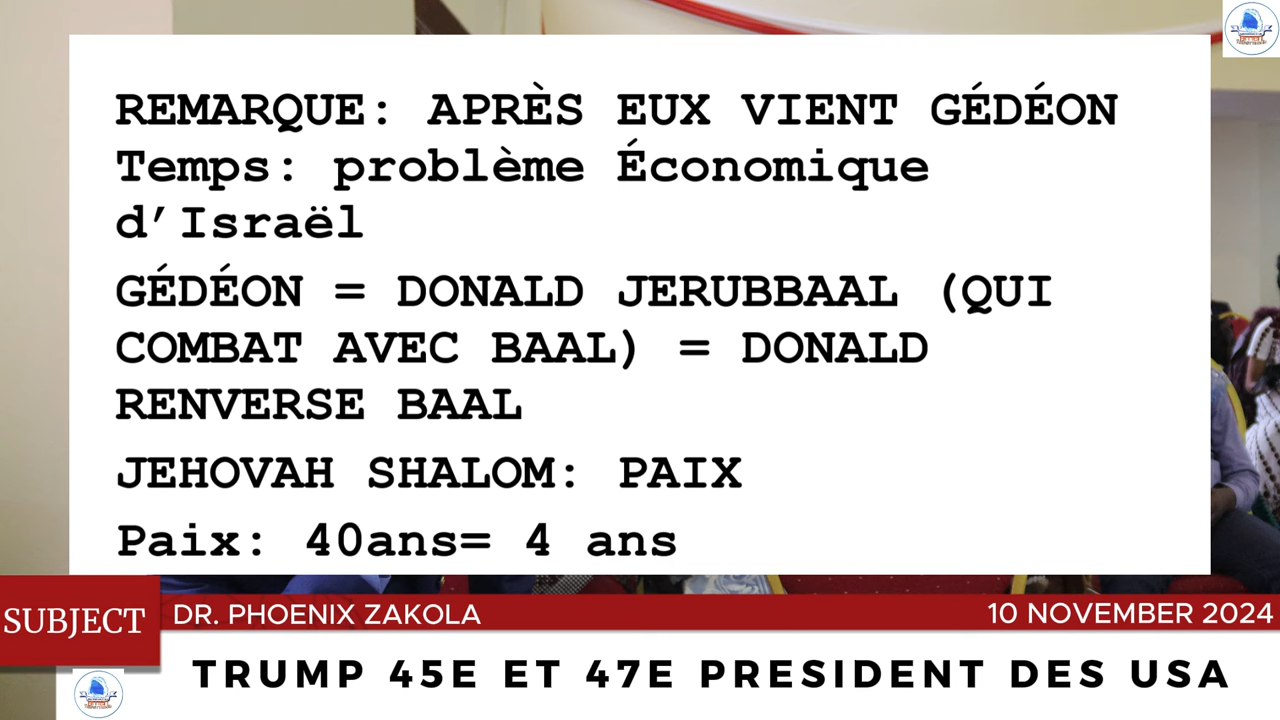 REMARQUE: APRÈS EUX VIENT GÉDÉON
Temps: problème Économique
d’Israël
GÉDÉON = DONALD JERUBBAAL (QUI
COMBAT AVEC BAAL) = DONALD
RENVERSE BAAL
JEHOVAH SHALOM: PAIX
Paix: 40ans= 4 ans
SUBJECT
DR. PHOENIX ZAKOLA
10 NOVEMBER 2024
TRUMP 45E ET 47E PRESIDENT DES USA